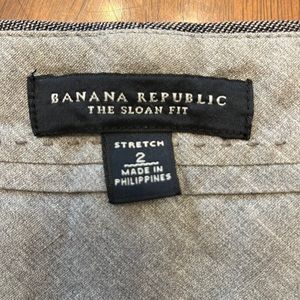 BANANA REPUBLIC
THE SLOAN FIT
STRETCH
2
MADE IN
PHILIPPINES